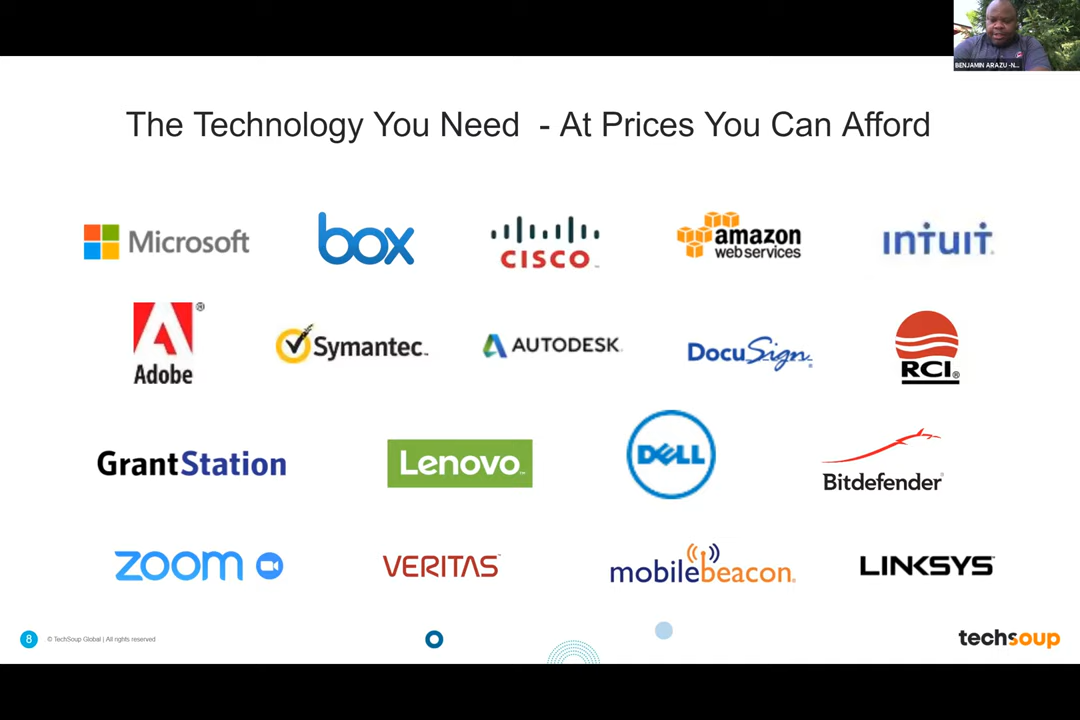 BENJAMIN ARAZU -N...
The Technology You Need - At Prices You Can Afford
Microsoft
box
CISCO
amazon
web services
intuit
Adobe
Symantec
AUTODESK
DocuSign
RCI
GrantStation
Lenovo
DELL
Bitdefender
zoom
VERITAS
mobilebeacon
LINKSYS
8
© TechSoup Global | All rights reserved
techsoup